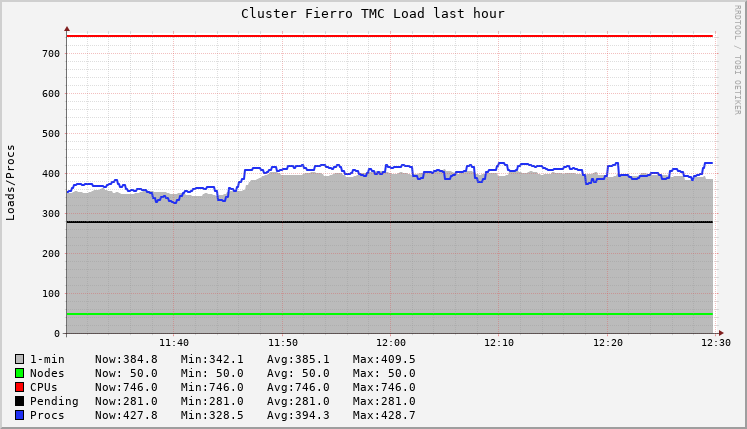 Cluster Fierro TMC Load last hour
RRDTOOL / TOBI OETIKER
Loads/Procs
700
600
500
400
300
200
100
0
11:40 11:50 12:00 12:10 12:20 12:30
1-min Now:384.8 Min:342.1 Avg:385.1 Max:409.5
Nodes Now: 50.0 Min: 50.0 Avg: 50.0 Max: 50.0
CPUs Now:746.0 Min:746.0 Avg:746.0 Max:746.0
Pending Now:281.0 Min:281.0 Avg:281.0 Max:281.0
Procs Now:427.8 Min:328.5 Avg:394.3 Max:428.7